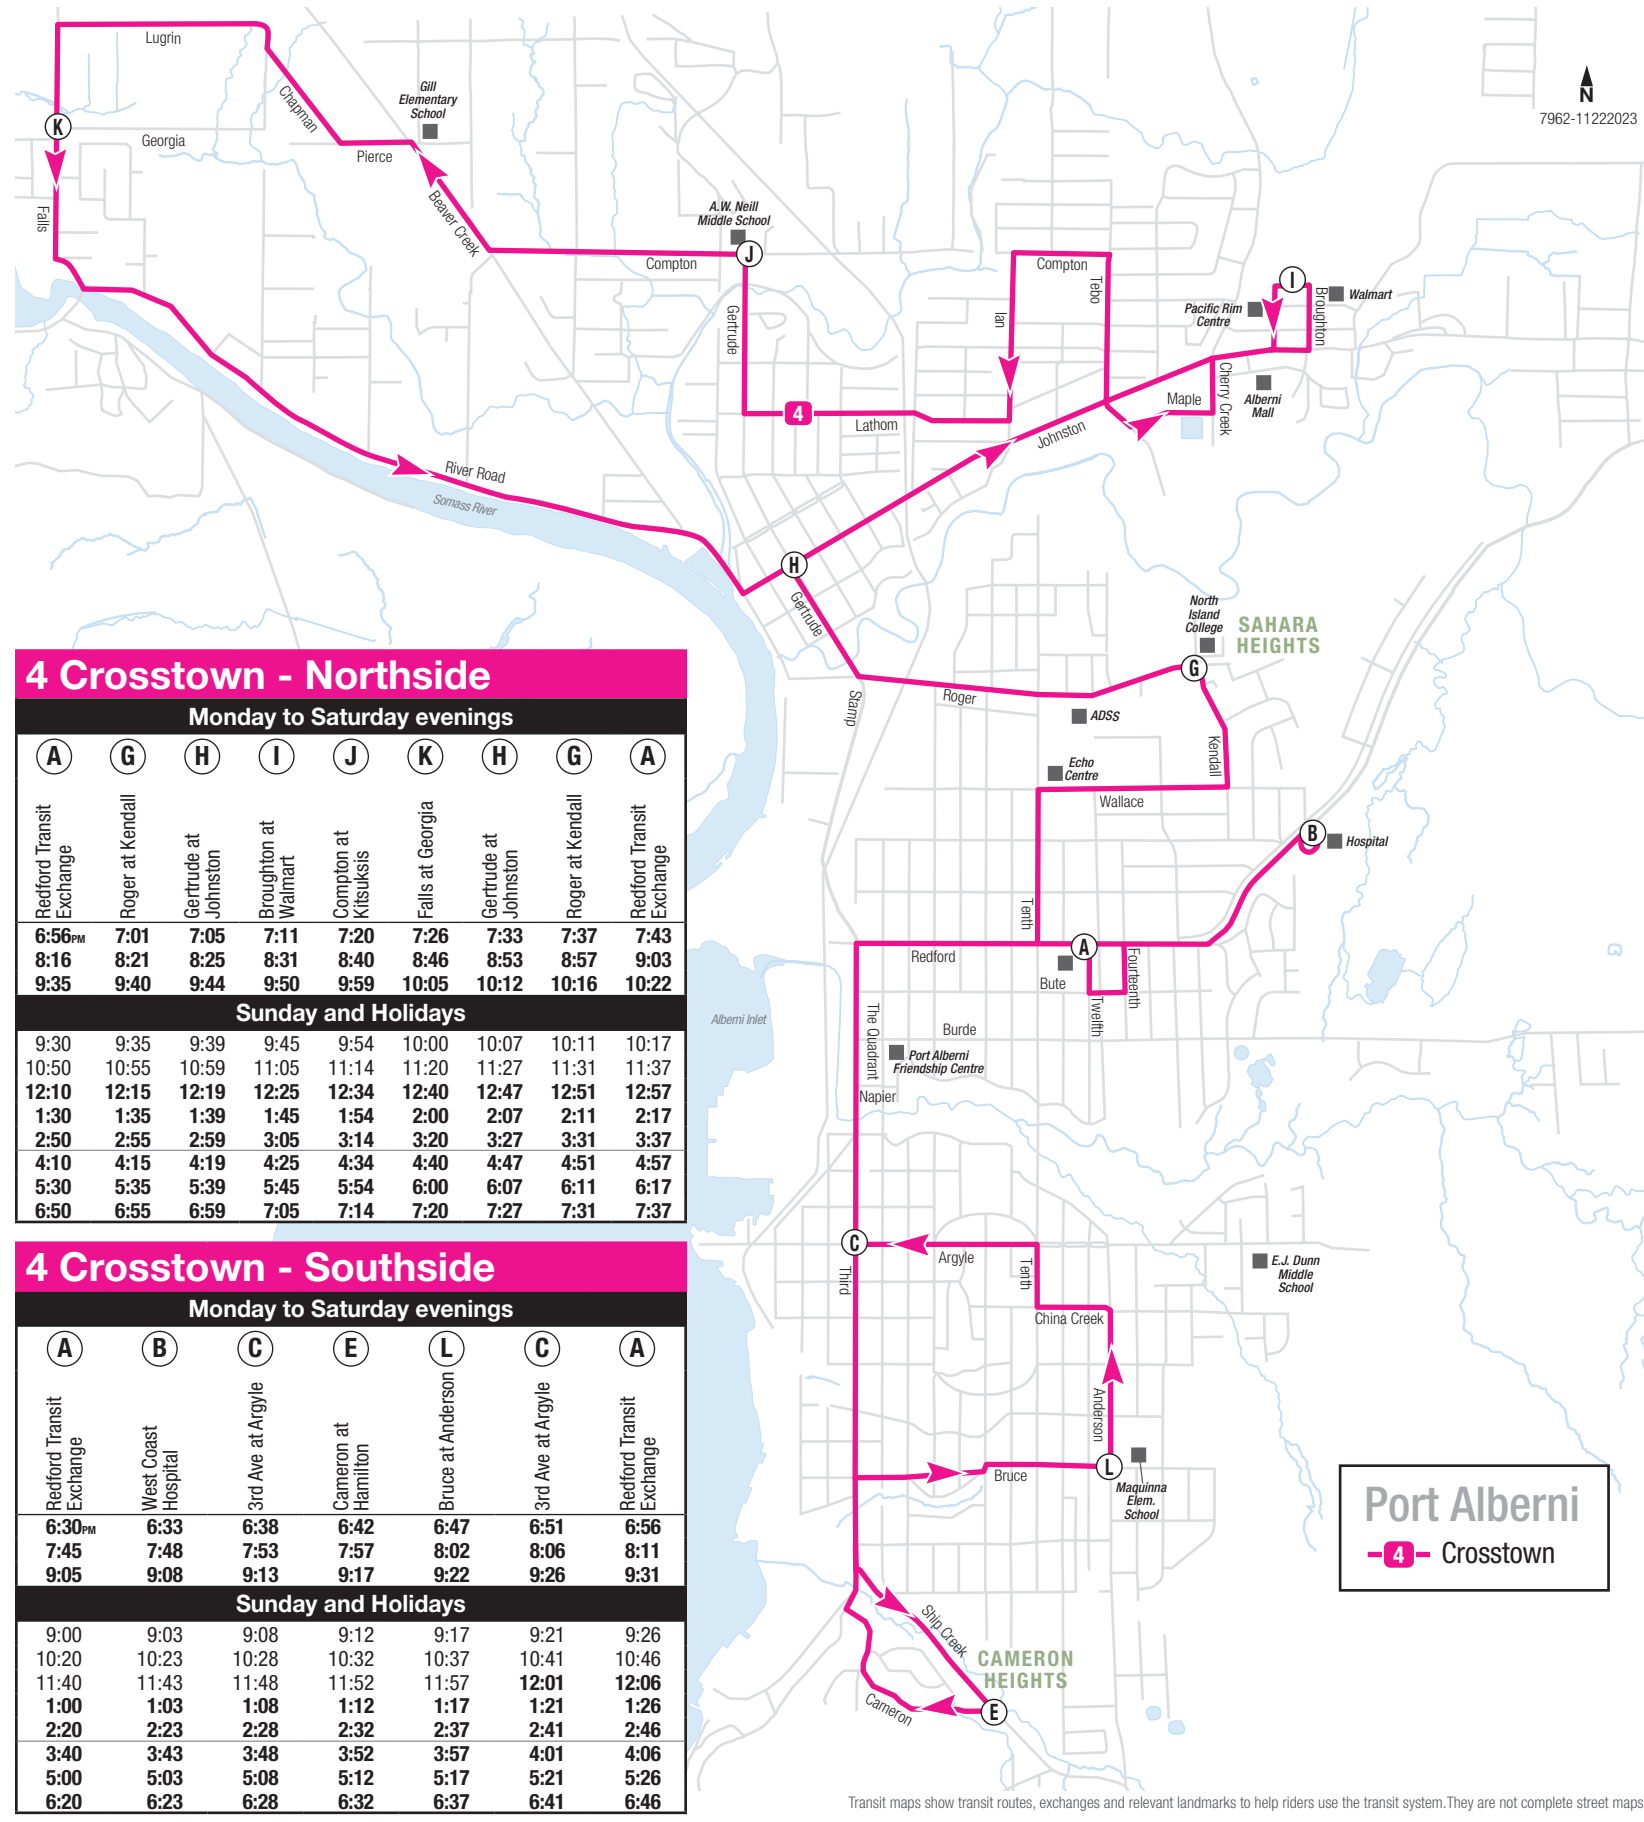 Lugrin
Chapman
Gill
Elementary
School
N
7962-11222023
K
Georgia
Pierce
Falls
Beaver Creek
A.W. Neill
Middle School
J
Compton
Compton
Tebo
Ian
I
Walmart
Pacific Rim
Centre
Broughton
Gertrude
Cherry Creek
Alberni
Mall
Maple
4
Lathom
Johnston
River Road
Somass River
H
Gertrude
North
Island
College
SAHARA
HEIGHTS
G
Roger
Stamp
ADSS
Kendall
Echo
Centre
Wallace
B
Hospital
Tenth
A
Redford
Bute
Fourteenth
Twelfth
The Quadrant
Alberni Inlet
Burde
Port Alberni
Friendship Centre
Napier
C
Argyle
Tenth
Third
China Creek
E.J. Dunn
Middle
School
Anderson
L
Bruce
Maquinna
Elem.
School
Ship Creek
CAMERON
HEIGHTS
Cameron
E
4 Crosstown - Northside
Monday to Saturday evenings
A G H I J K H G A
Redford Transit
Exchange
Roger at Kendall
Gertrude at
Johnston
Broughton at
Walmart
Compton at
Kitsuksis
Falls at Georgia
Gertrude at
Johnston
Roger at Kendall
Redford Transit
Exchange
6:56PM 7:01 7:05 7:11 7:20 7:26 7:33 7:37 7:43
8:16 8:21 8:25 8:31 8:40 8:46 8:53 8:57 9:03
9:35 9:40 9:44 9:50 9:59 10:05 10:12 10:16 10:22
Sunday and Holidays
9:30 9:35 9:39 9:45 9:54 10:00 10:07 10:11 10:17
10:50 10:55 10:59 11:05 11:14 11:20 11:27 11:31 11:37
12:10 12:15 12:19 12:25 12:34 12:40 12:47 12:51 12:57
1:30 1:35 1:39 1:45 1:54 2:00 2:07 2:11 2:17
2:50 2:55 2:59 3:05 3:14 3:20 3:27 3:31 3:37
4:10 4:15 4:19 4:25 4:34 4:40 4:47 4:51 4:57
5:30 5:35 5:39 5:45 5:54 6:00 6:07 6:11 6:17
6:50 6:55 6:59 7:05 7:14 7:20 7:27 7:31 7:37
4 Crosstown - Southside
Monday to Saturday evenings
A B C E L C A
Redford Transit
Exchange
West Coast
Hospital
3rd Ave at Argyle
Cameron at
Hamilton
Bruce at Anderson
3rd Ave at Argyle
Redford Transit
Exchange
6:30PM 6:33 6:38 6:42 6:47 6:51 6:56
7:45 7:48 7:53 7:57 8:02 8:06 8:11
9:05 9:08 9:13 9:17 9:22 9:26 9:31
Sunday and Holidays
9:00 9:03 9:08 9:12 9:17 9:21 9:26
10:20 10:23 10:28 10:32 10:37 10:41 10:46
11:40 11:43 11:48 11:52 11:57 12:01 12:06
1:00 1:03 1:08 1:12 1:17 1:21 1:26
2:20 2:23 2:28 2:32 2:37 2:41 2:46
3:40 3:43 3:48 3:52 3:57 4:01 4:06
5:00 5:03 5:08 5:12 5:17 5:21 5:26
6:20 6:23 6:28 6:32 6:37 6:41 6:46
Port Alberni
4 Crosstown
Transit maps show transit routes, exchanges and relevant landmarks to help riders use the transit system.They are not complete street maps